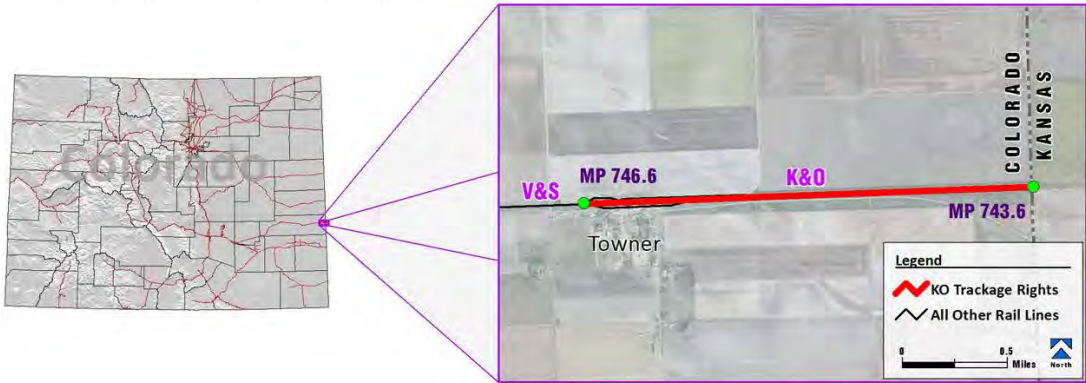 Colorado
V&S
MP 746.6
K&O
MP 743.6
COLORADO
KANSAS
Towner
Legend
KO Trackage Rights
All Other Rail Lines
0 0.5
Miles
North